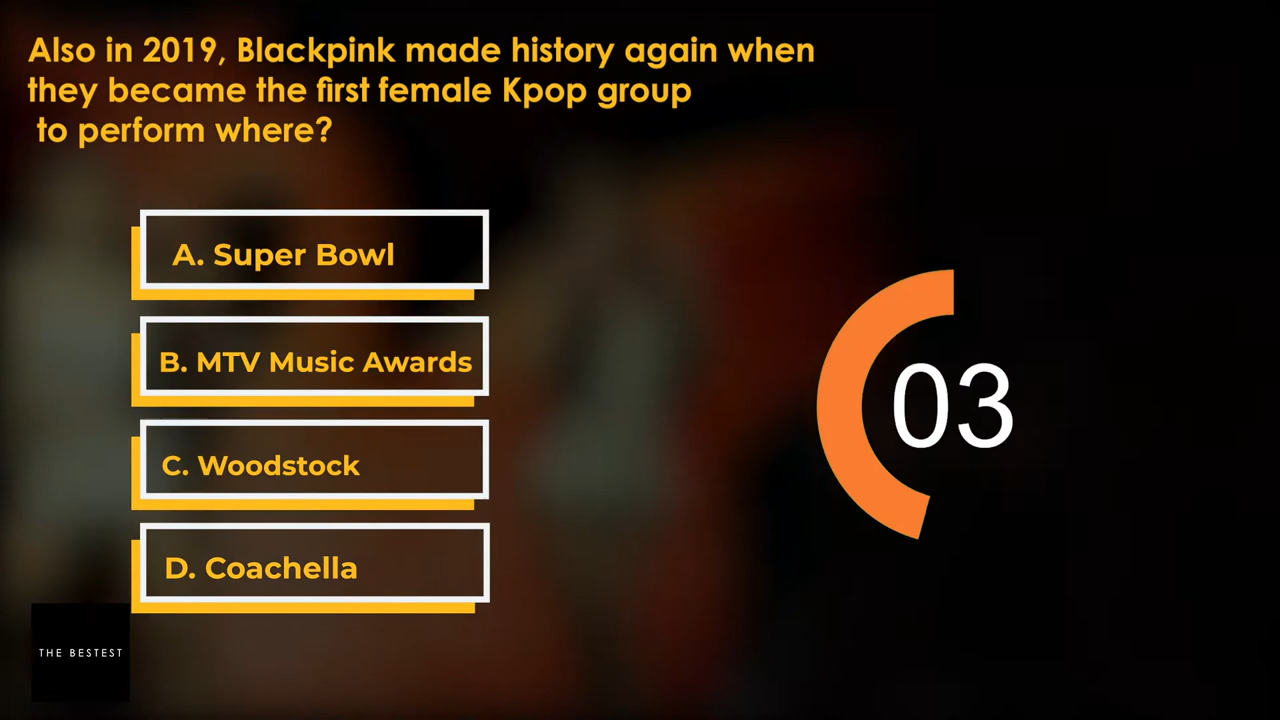 Also in 2019, Blackpink made history again when
they became the first female Kpop group
to perform where?
A. Super Bowl
B. MTV Music Awards
C. Woodstock
D. Coachella
03
THE BESTEST